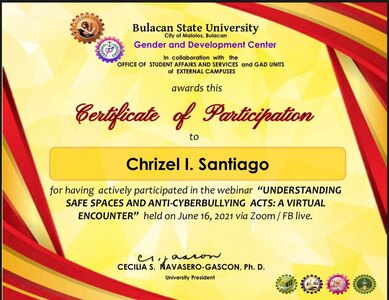 Bulacan State University
City of Malolos, Bulacan
Gender and Development Center
In collaboration with the
OFFICE OF STUDENT AFFAIRS AND SERVICES and GAD UNITS
of EXTERNAL CAMPUSES
awards this
Certificate of Participation
to
Chrizel I. Santiago
for having actively participated in the webinar “UNDERSTANDING
SAFE SPACES AND ANTI-CYBERBULLYING ACTS: A VIRTUAL
ENCOUNTER” held on June 16, 2021 via Zoom / FB live.
CECILIA S. NAVASERO-GASCON, Ph. D.
University President